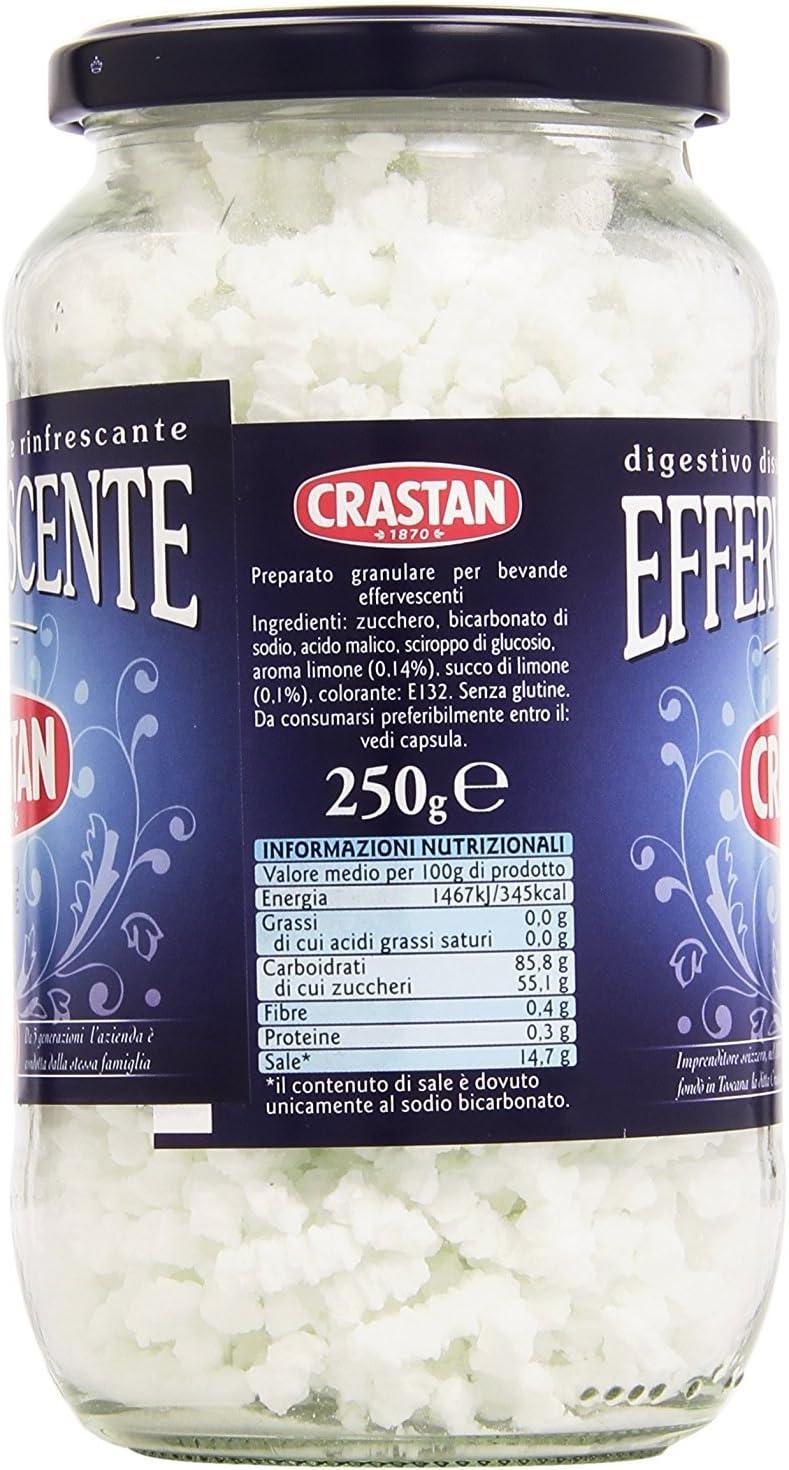 e rinfrescante
SCENTE
TAN
Da 5 generazioni l'azienda è
condotta dalla stessa famiglia
CRASTAN
1870
Preparato granulare per bevande
effervescenti
Ingredienti: zucchero, bicarbonato di
sodio, acido malico, sciroppo di glucosio,
aroma limone (0,14%), succo di limone
(0,1%), colorante: E132. Senza glutine.
Da consumarsi preferibilmente entro il:
vedi capsula.
250g e
INFORMAZIONI NUTRIZIONALI
Valore medio per 100g di prodotto
Energia 1467kJ/345kcal
Grassi 0,0 g
di cui acidi grassi saturi 0,0 g
Carboidrati 85,8 g
di cui zuccheri 55,1 g
Fibre 0,4 g
Proteine 0,3 g
Sale* 14,7 g
*il contenuto di sale è dovuto
unicamente al sodio bicarbonato.
digestivo dis
EFFER
CR
Imprenditore svizzero,
fondò in Toscana la ditta